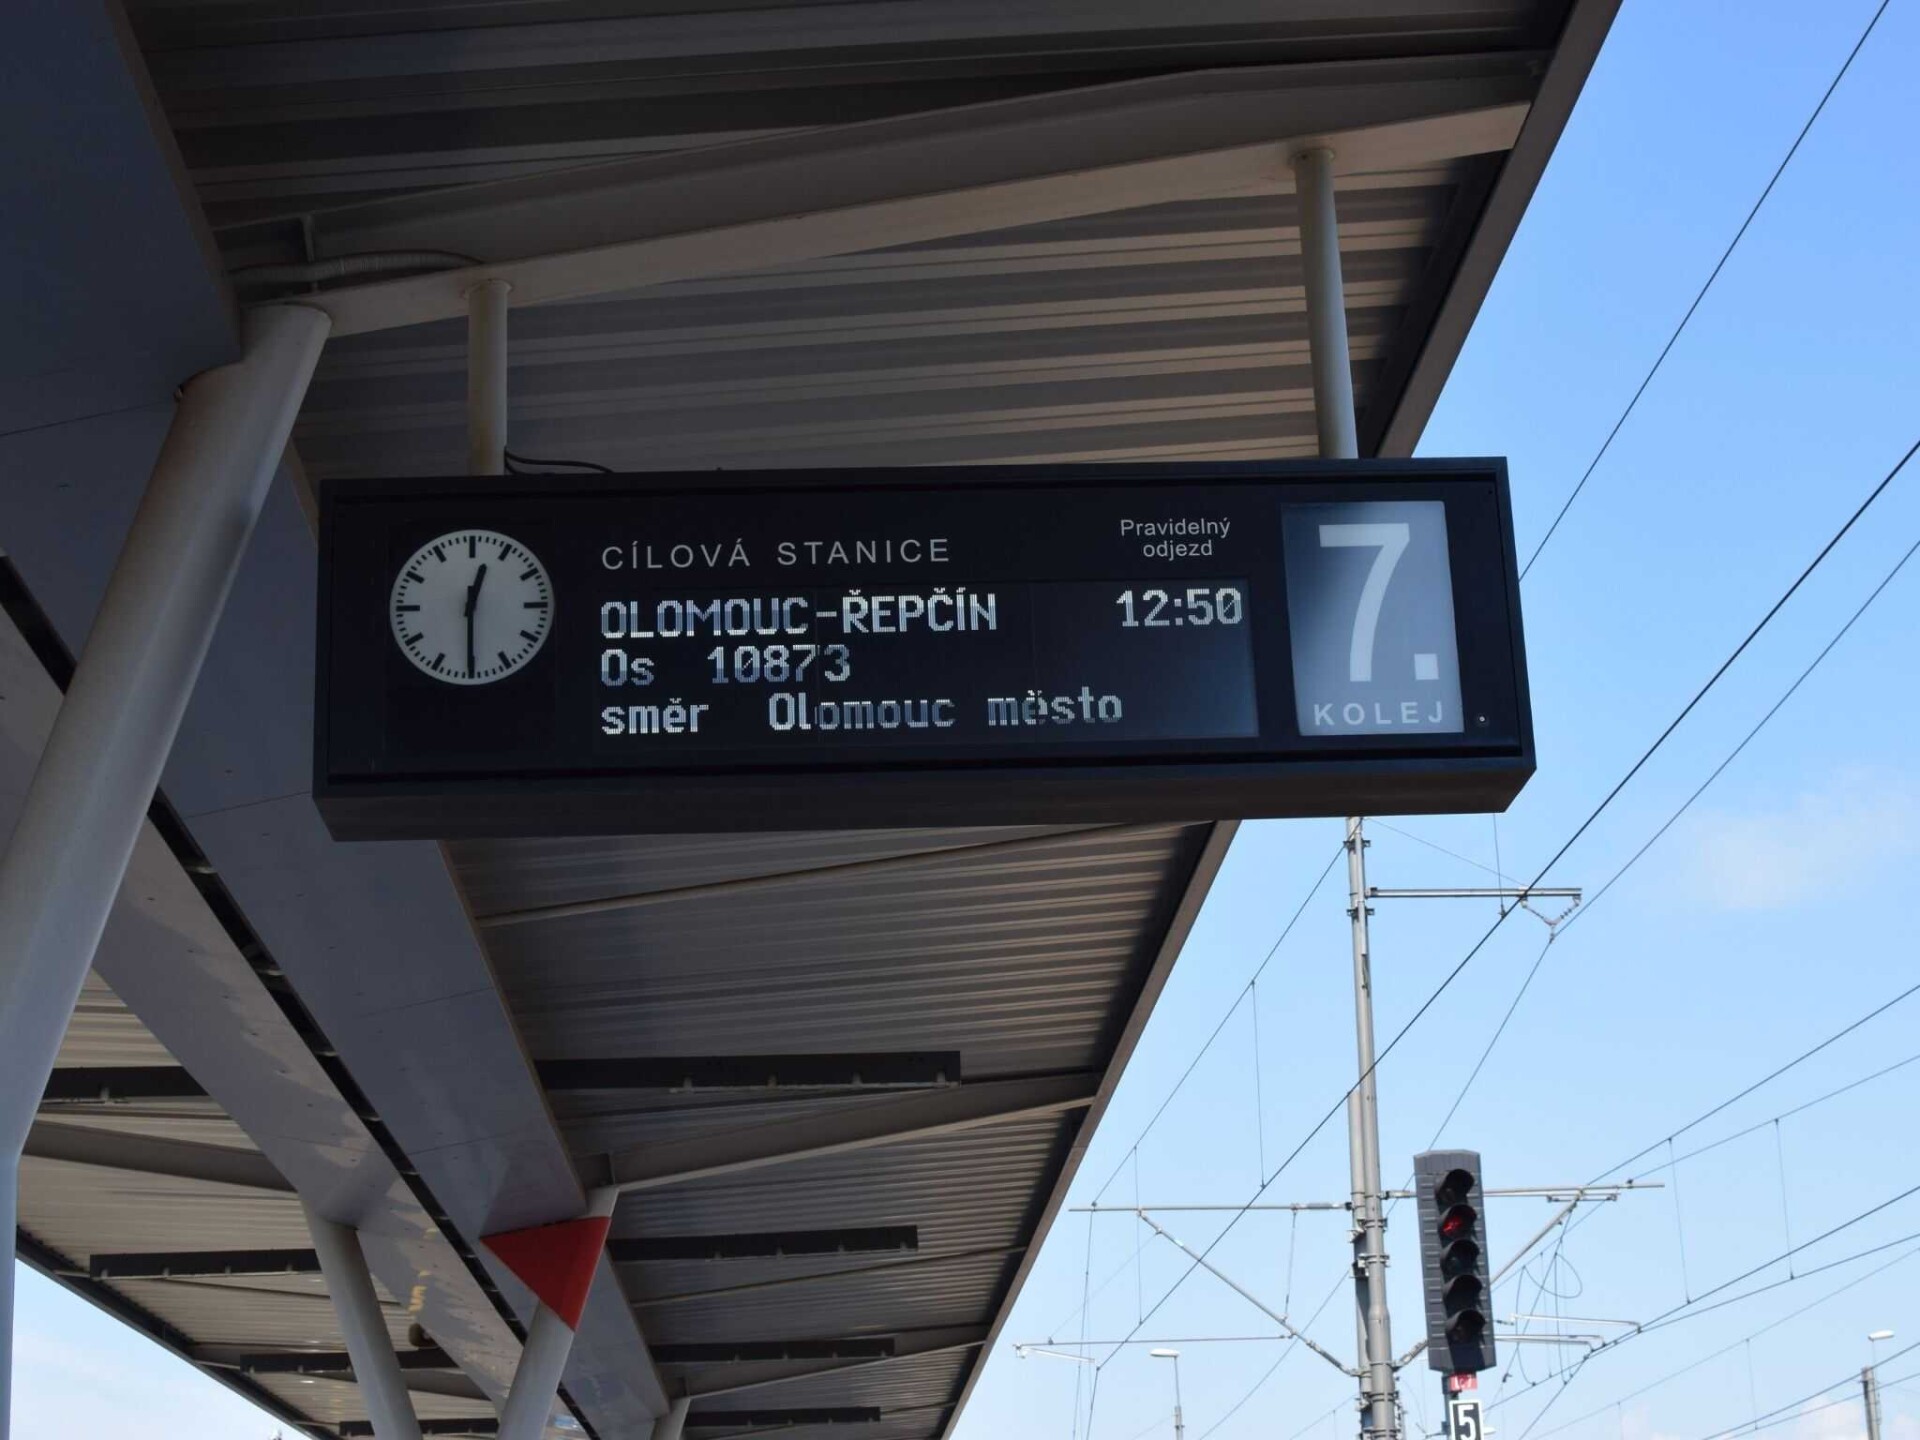 CÍLOVÁ STANICE
Pravidelný
odjezd
OLOMOUC-ŘEPČÍN 12:50
Os 10873
směr Olomouc město
7.
KOLEJ
5